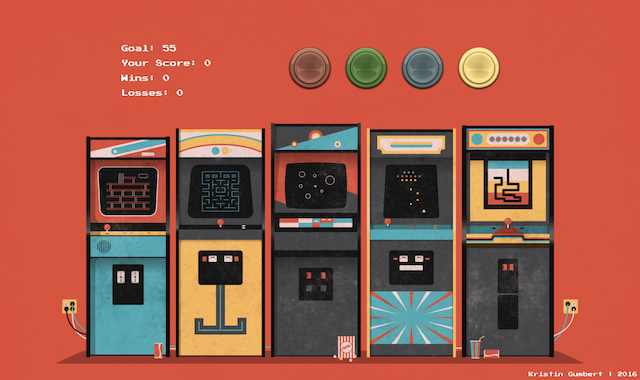 Goal: 55
Your Score: 0
Wins: 0
Losses: 0
Kristin Gumbert | 2016